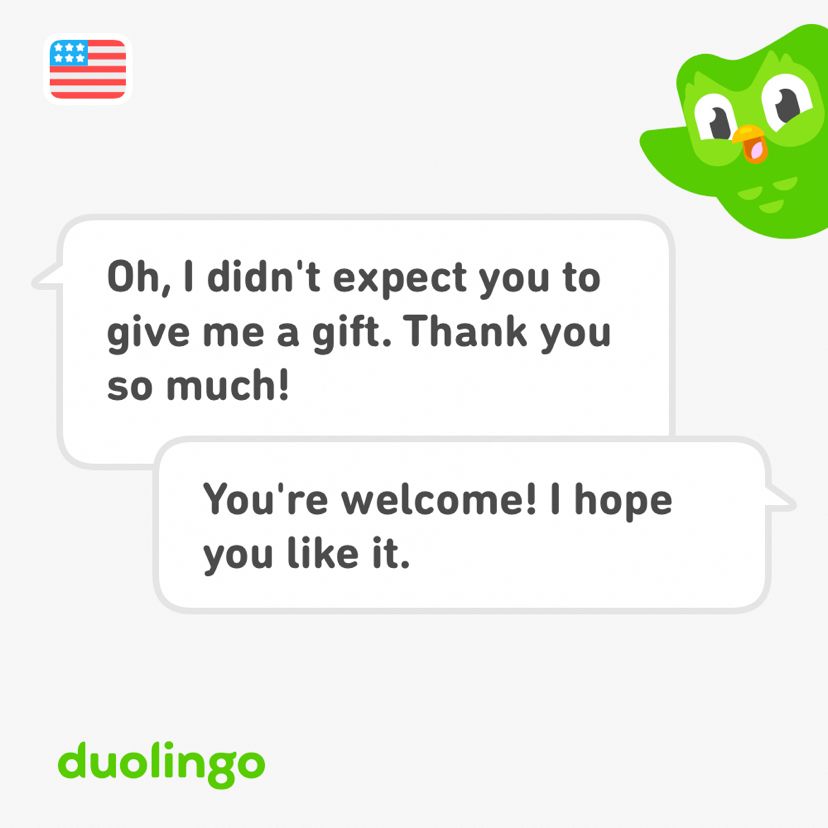 Oh, I didn't expect you to
give me a gift. Thank you
so much!
You're welcome! I hope
you like it.
duolingo